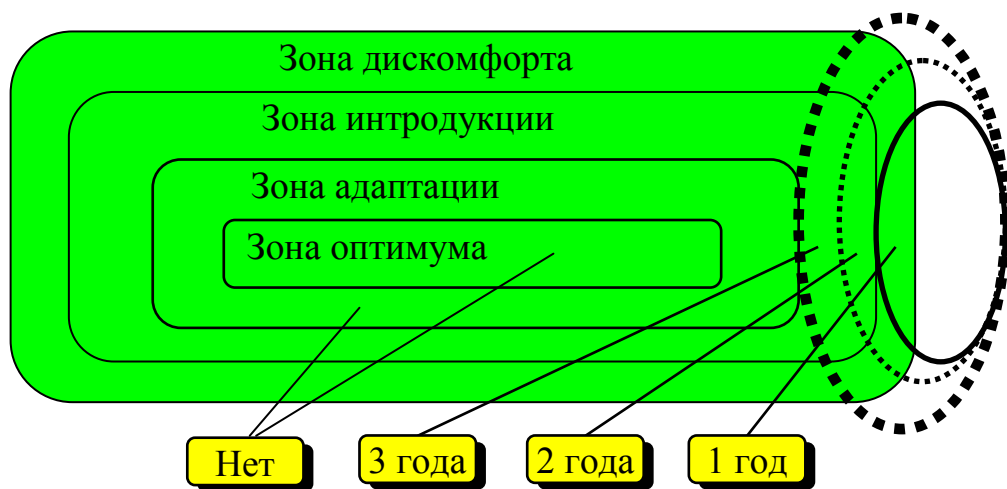 Зона дискомфорта
Зона интродукции
Зона адаптации
Зона оптимума
Нет
3 года
2 года
1 год